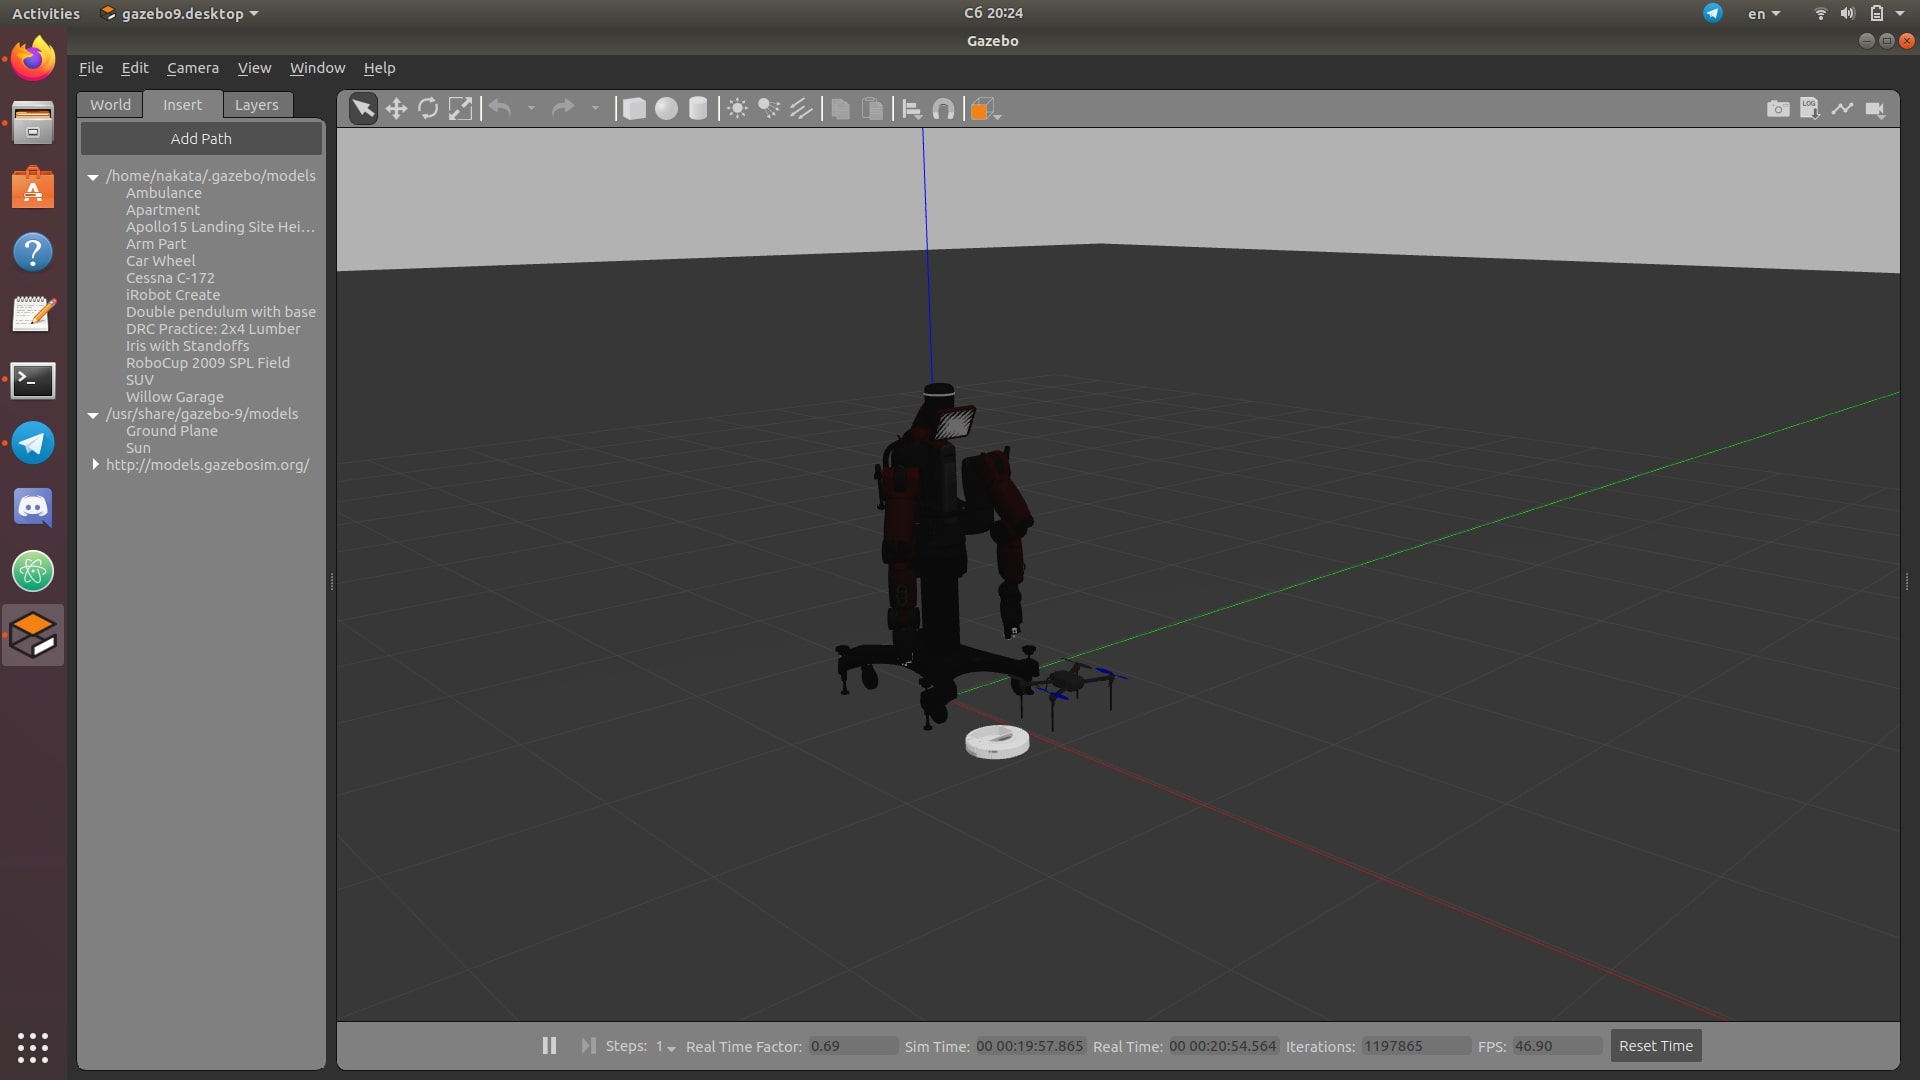 Activities
gazebo9.desktop
Сб 20:24
en
Gazebo
File
Edit
Camera
View
Window
Help
World
Insert
Layers
Add Path
/home/nakata/.gazebo/models
Ambulance
Apartment
Apollo15 Landing Site Hei...
Arm Part
Car Wheel
Cessna C-172
iRobot Create
Double pendulum with base
DRC Practice: 2x4 Lumber
Iris with Standoffs
RoboCup 2009 SPL Field
SUV
Willow Garage
/usr/share/gazebo-9/models
Ground Plane
Sun
http://models.gazebosim.org/
LOG
Steps: 1
Real Time Factor: 0.69
Sim Time: 00 00:19:57.865
Real Time: 00 00:20:54.564
Iterations: 1197865
FPS: 46.90
Reset Time